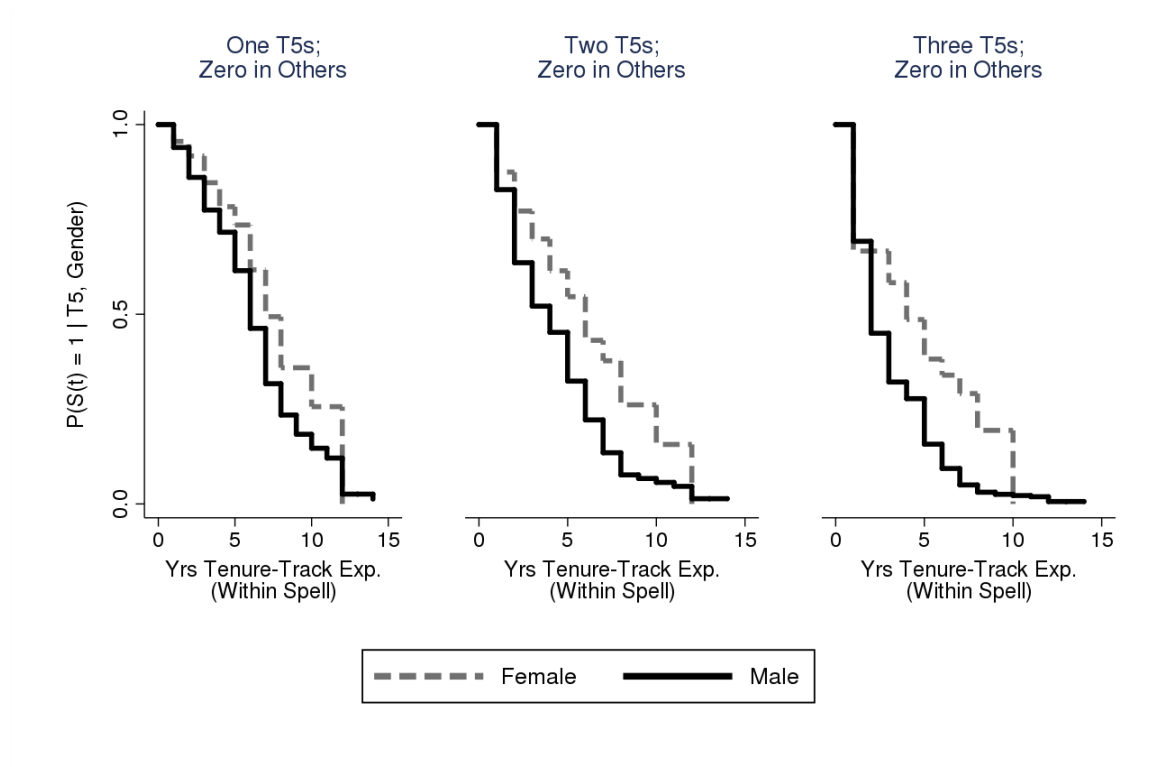 One T5s;
Zero in Others
Two T5s;
Zero in Others
Three T5s;
Zero in Others
P(S(t) = 1 | T5, Gender)
1.0
0.5
0.0
0 5 10 15
0 5 10 15
0 5 10 15
Yrs Tenure-Track Exp.
(Within Spell)
Yrs Tenure-Track Exp.
(Within Spell)
Yrs Tenure-Track Exp.
(Within Spell)
Female Male